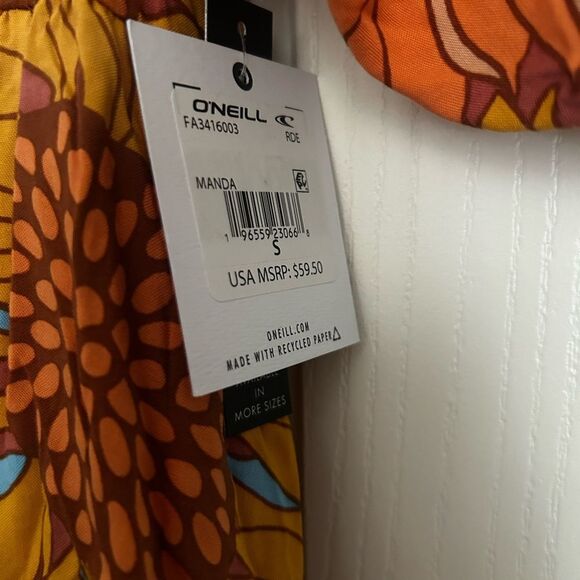 O'NEILL
FA3416003
RDE
MANDA
1 96559 23066 8
S
USA MSRP: $59.50
ONEILL.COM
MADE WITH RECYCLED PAPER
AVAILABLE
IN
MORE SIZES